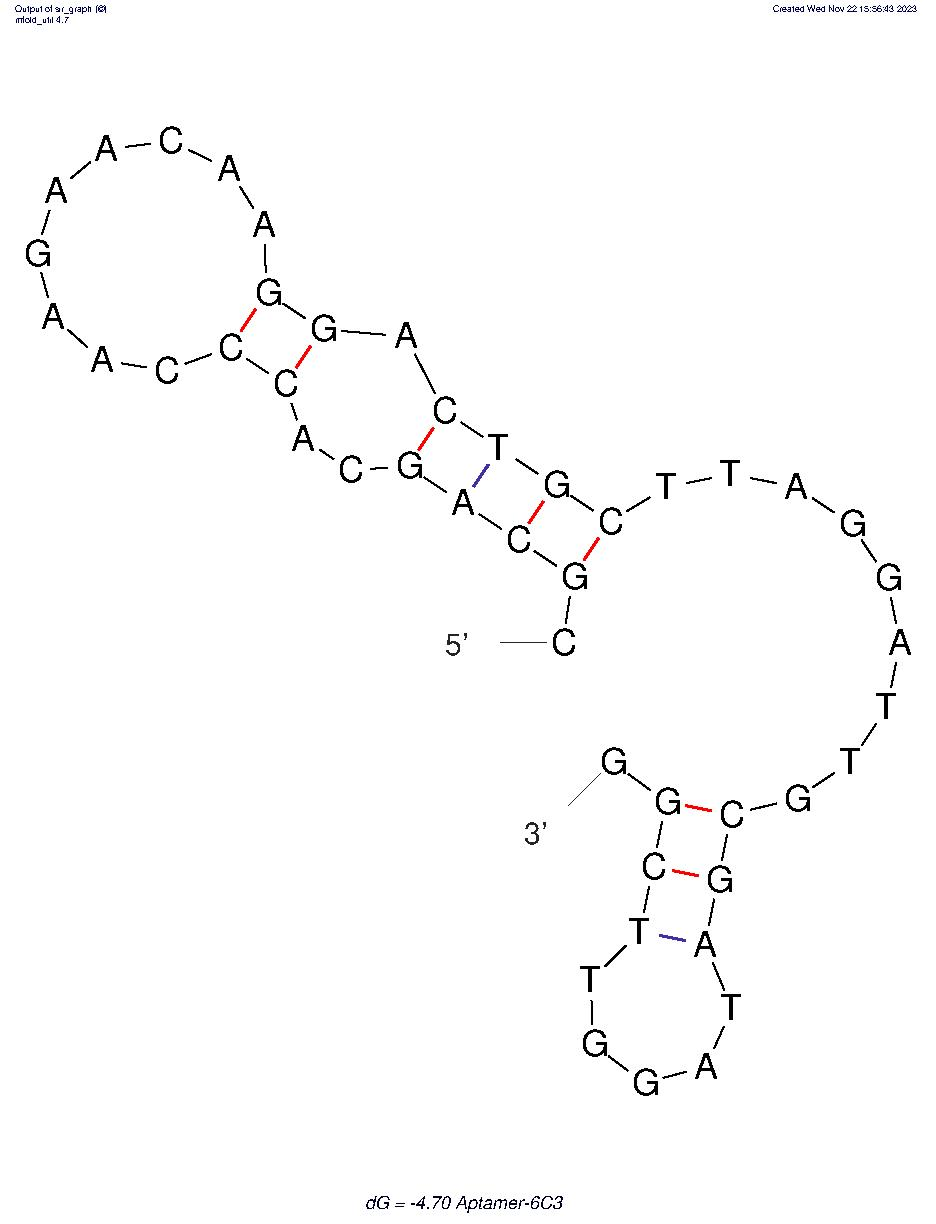 Output of sir_graph (©)
mfold_util 4.7
Created Wed Nov 22 15:56:43 2023
5’
C G C A G C A C C C A A G A A C A A G G A C T G C T T A G G A T T G C G A T A G G T T C G G
3’
dG = -4.70 Aptamer-6C3